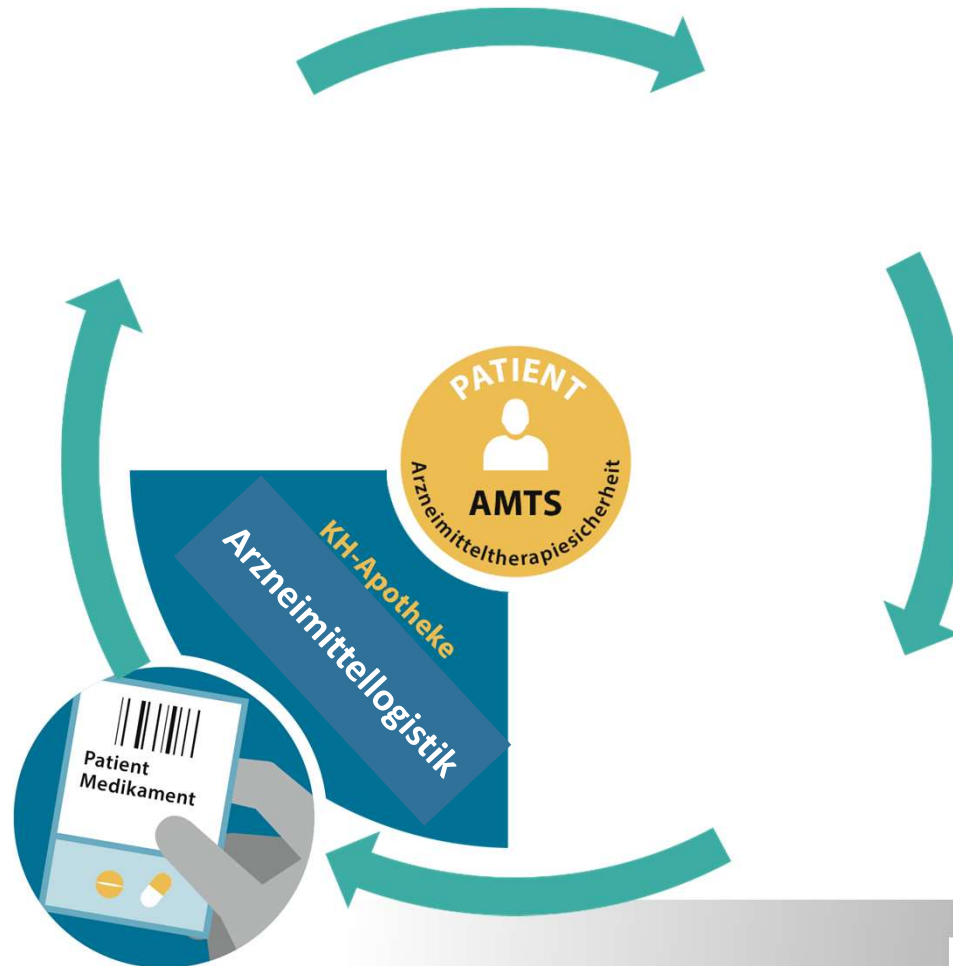 PATIENT
AMTS
Arzneimitteltherapiesicherheit
KH-Apotheke
Arzneimittellogistik
Patient
Medikament